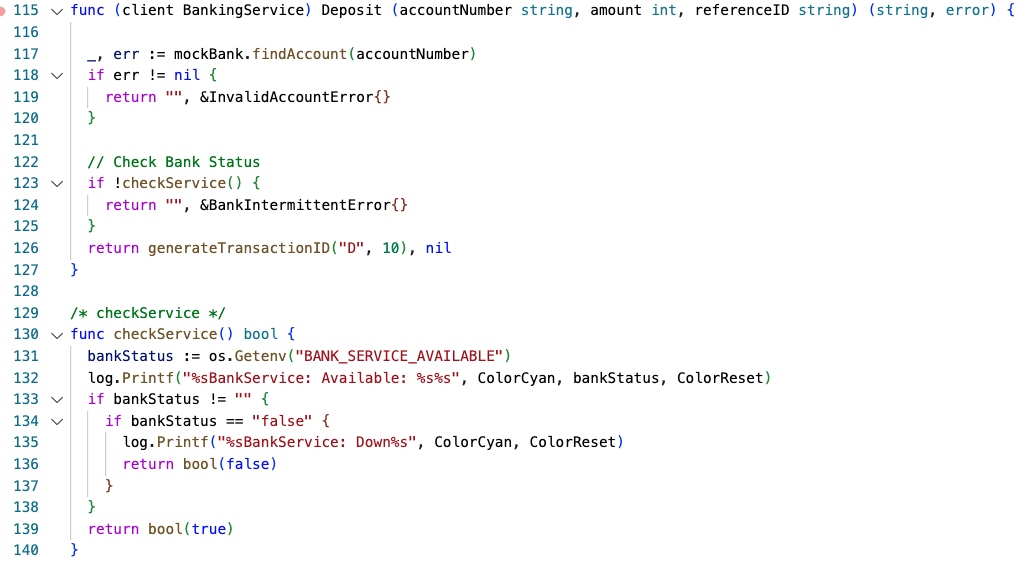 115 func (client BankingService) Deposit (accountNumber string, amount int, referenceID string) (string, error) {
116
117   _, err := mockBank.findAccount(accountNumber)
118   if err != nil {
119     return "", &InvalidAccountError{}
120   }
121
122   // Check Bank Status
123   if !checkService() {
124     return "", &BankIntermittentError{}
125   }
126   return generateTransactionID("D", 10), nil
127 }
128
129 /* checkService */
130 func checkService() bool {
131   bankStatus := os.Getenv("BANK_SERVICE_AVAILABLE")
132   log.Printf("%sBankService: Available: %s%s", ColorCyan, bankStatus, ColorReset)
133   if bankStatus != "" {
134     if bankStatus == "false" {
135       log.Printf("%sBankService: Down%s", ColorCyan, ColorReset)
136       return bool(false)
137     }
138   }
139   return bool(true)
140 }